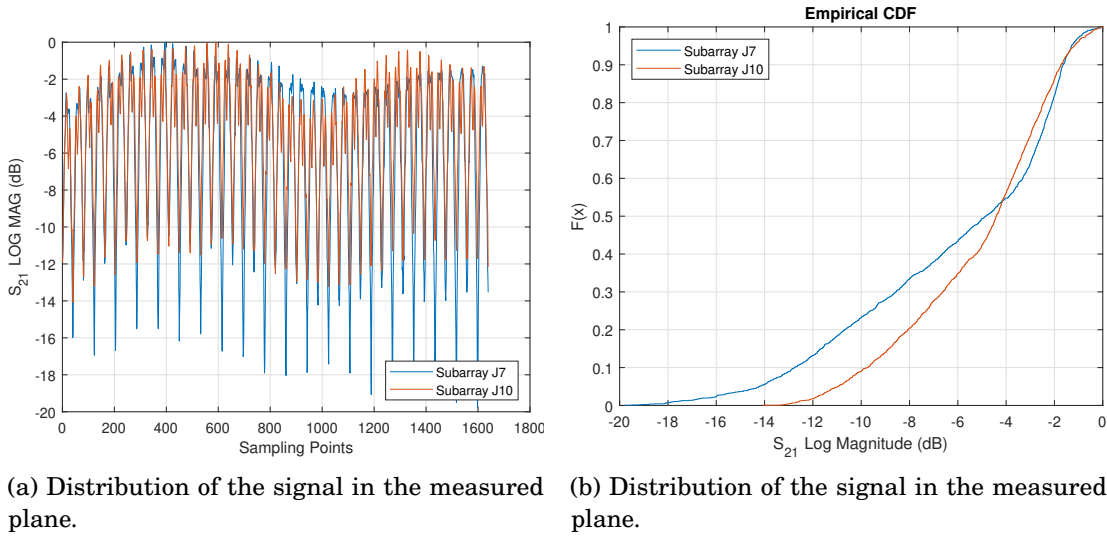 0
-2
-4
-6
-8
-10
-12
-14
-16
-18
-20
S21 LOG MAG (dB)
0 200 400 600 800 1000 1200 1400 1600 1800
Sampling Points
Subarray J7
Subarray J10
Empirical CDF
1
0.9
0.8
0.7
0.6
0.5
0.4
0.3
0.2
0.1
0
F(x)
Subarray J7
Subarray J10
-20 -18 -16 -14 -12 -10 -8 -6 -4 -2 0
S21 Log Magnitude (dB)
(a) Distribution of the signal in the measured
plane.
(b) Distribution of the signal in the measured
plane.